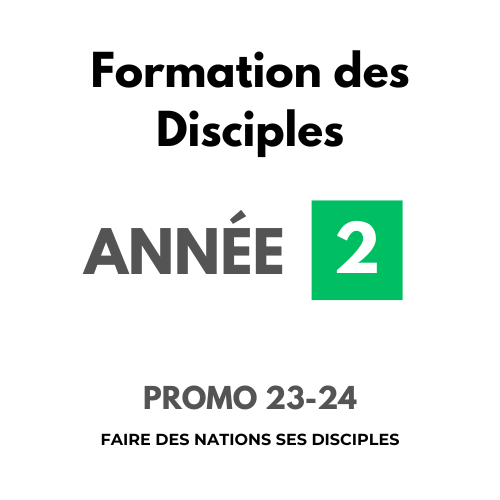 Formation des
Disciples
ANNÉE 2
PROMO 23-24
FAIRE DES NATIONS SES DISCIPLES